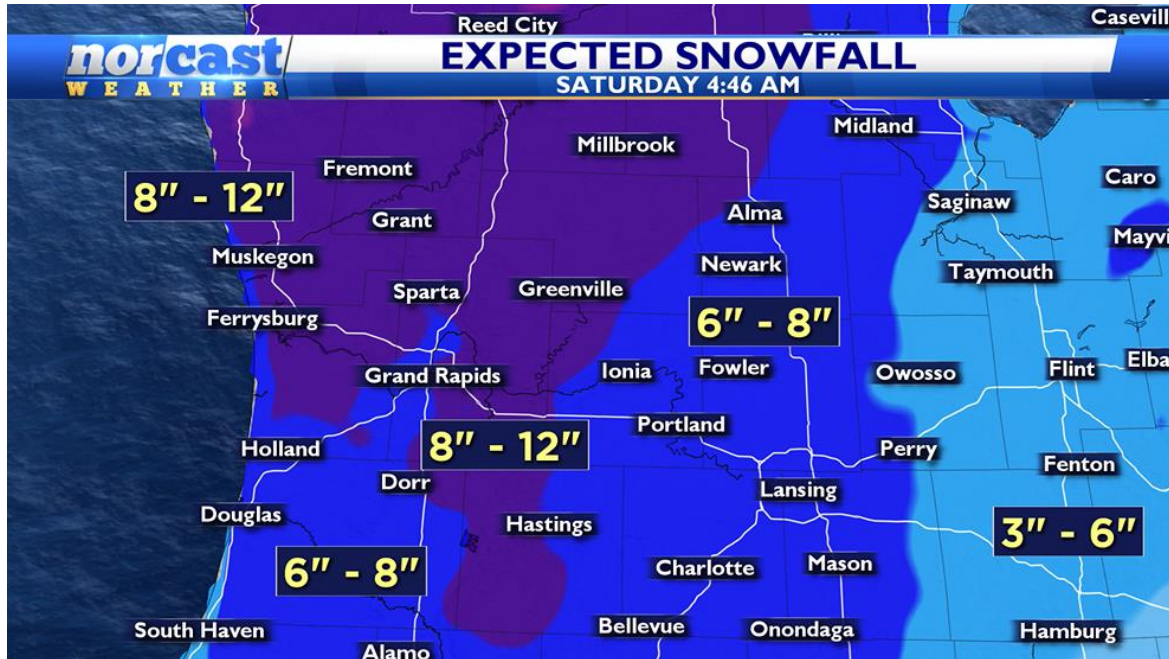 Reed City
Caseville
norcast
WEATHER
EXPECTED SNOWFALL
SATURDAY 4:46 AM
Midland
Millbrook
Fremont
Caro
8" - 12"
Saginaw
Grant
Alma
Mayvi
Muskegon
Newark
Taymouth
Sparta
Greenville
Ferrysburg
6" - 8"
Elba
Grand Rapids
Ionia
Fowler
Owosso
Flint
Portland
8" - 12"
Holland
Perry
Fenton
Dorr
Lansing
Douglas
Hastings
3" - 6"
6" - 8"
Charlotte
Mason
South Haven
Bellevue
Onondaga
Hamburg
Alamo